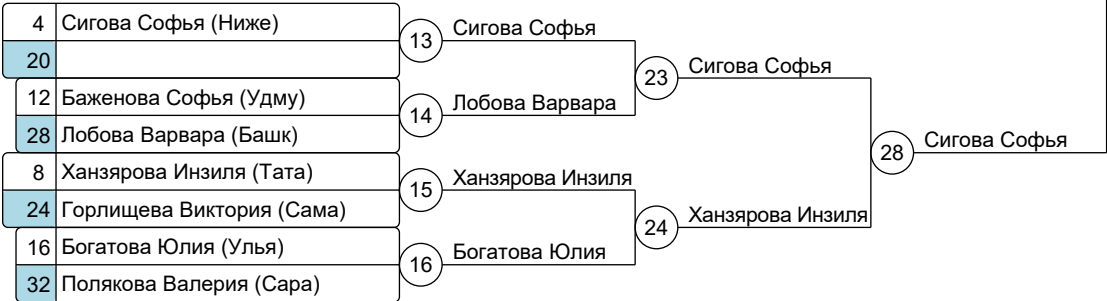 4 Сигова Софья (Ниже)
20
12 Баженова Софья (Удму)
28 Лобова Варвара (Башк)
8 Ханзярова Инзиля (Тата)
24 Горлищева Виктория (Сама)
16 Богатова Юлия (Улья)
32 Полякова Валерия (Сара)
13 Сигова Софья
14 Лобова Варвара
15 Ханзярова Инзиля
16 Богатова Юлия
23 Сигова Софья
24 Ханзярова Инзиля
28 Сигова Софья